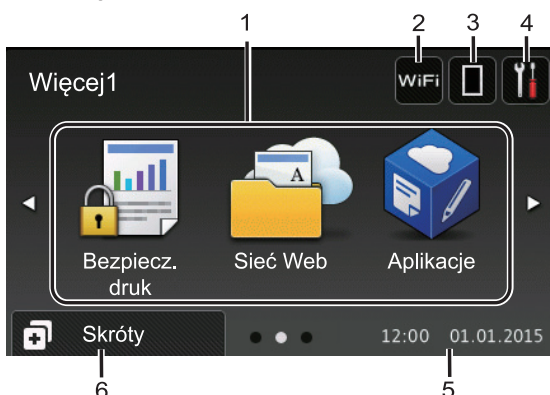 1 2 3 4
Więcej1
WiFi
A
Bezpiecz. druk
Sieć Web
Aplikacje
Skróty
12:00 01.01.2015
6 5